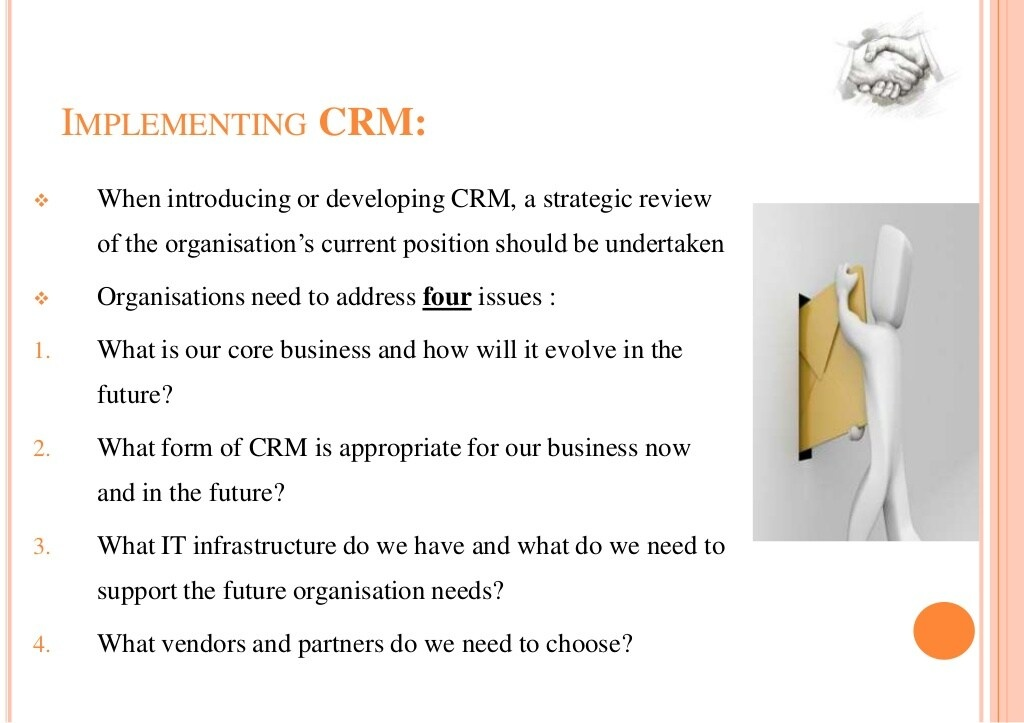 IMPLEMENTING CRM:
❖ When introducing or developing CRM, a strategic review
of the organisation’s current position should be undertaken
❖ Organisations need to address four issues :
1. What is our core business and how will it evolve in the
future?
2. What form of CRM is appropriate for our business now
and in the future?
3. What IT infrastructure do we have and what do we need to
support the future organisation needs?
4. What vendors and partners do we need to choose?